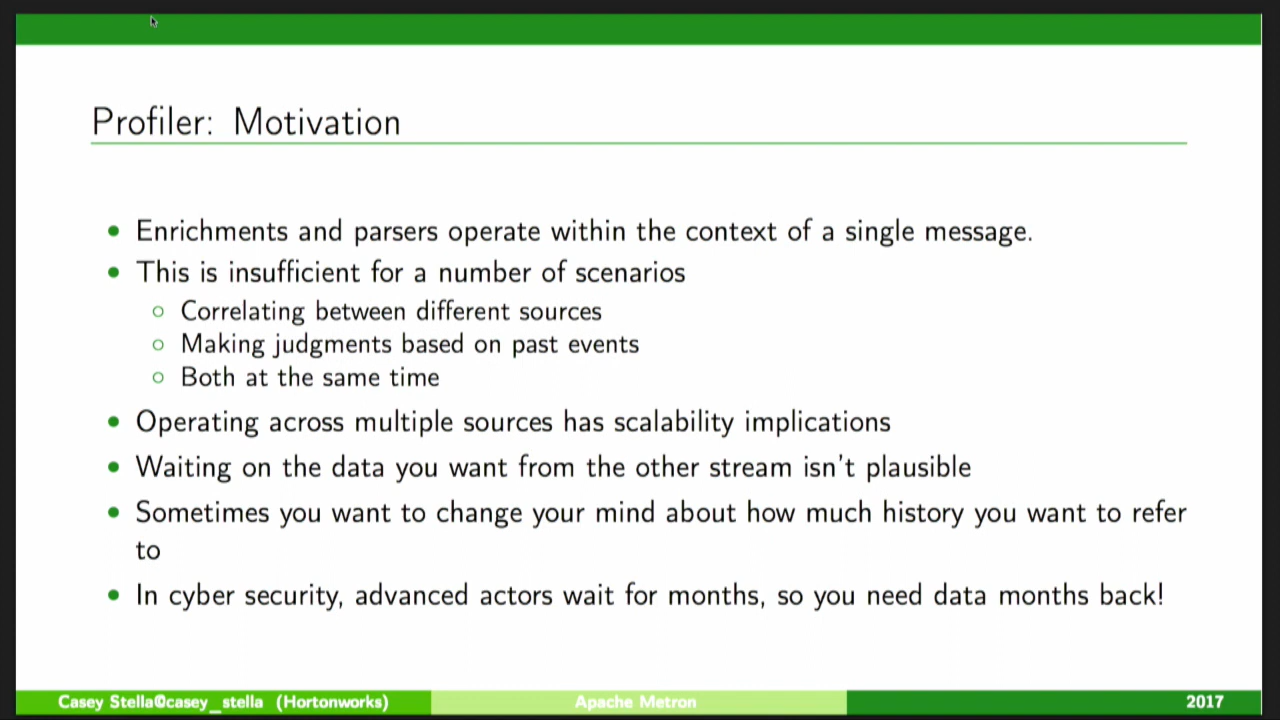 Profiler: Motivation
Enrichments and parsers operate within the context of a single message.
This is insufficient for a number of scenarios
Correlating between different sources
Making judgments based on past events
Both at the same time
Operating across multiple sources has scalability implications
Waiting on the data you want from the other stream isn't plausible
Sometimes you want to change your mind about how much history you want to refer
to
In cyber security, advanced actors wait for months, so you need data months back!
Casey Stella@casey_stella (Hortonworks) Apache Metron 2017